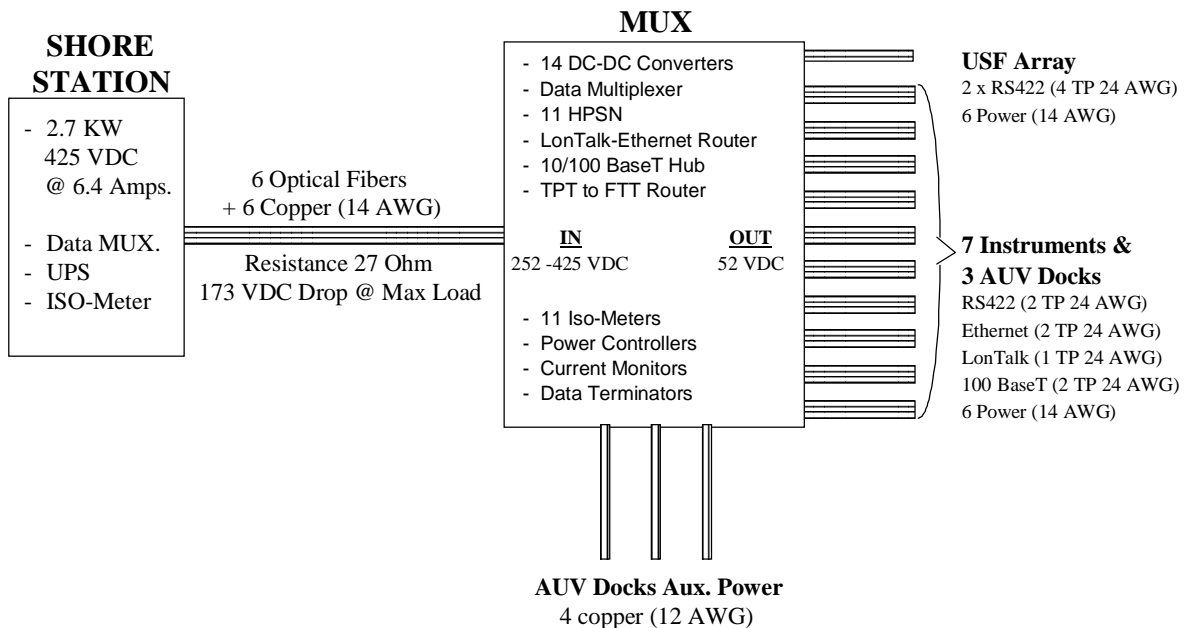 SHORE
STATION
- 2.7 KW
425 VDC
@ 6.4 Amps.
- Data MUX.
- UPS
- ISO-Meter
6 Optical Fibers
+ 6 Copper (14 AWG)
Resistance 27 Ohm
173 VDC Drop @ Max Load
MUX
- 14 DC-DC Converters
- Data Multiplexer
- 11 HPSN
- LonTalk-Ethernet Router
- 10/100 BaseT Hub
- TPT to FTT Router
IN OUT
252 -425 VDC 52 VDC
- 11 Iso-Meters
- Power Controllers
- Current Monitors
- Data Terminators
USF Array
2 x RS422 (4 TP 24 AWG)
6 Power (14 AWG)
7 Instruments &
3 AUV Docks
RS422 (2 TP 24 AWG)
Ethernet (2 TP 24 AWG)
LonTalk (1 TP 24 AWG)
100 BaseT (2 TP 24 AWG)
6 Power (14 AWG)
AUV Docks Aux. Power
4 copper (12 AWG)